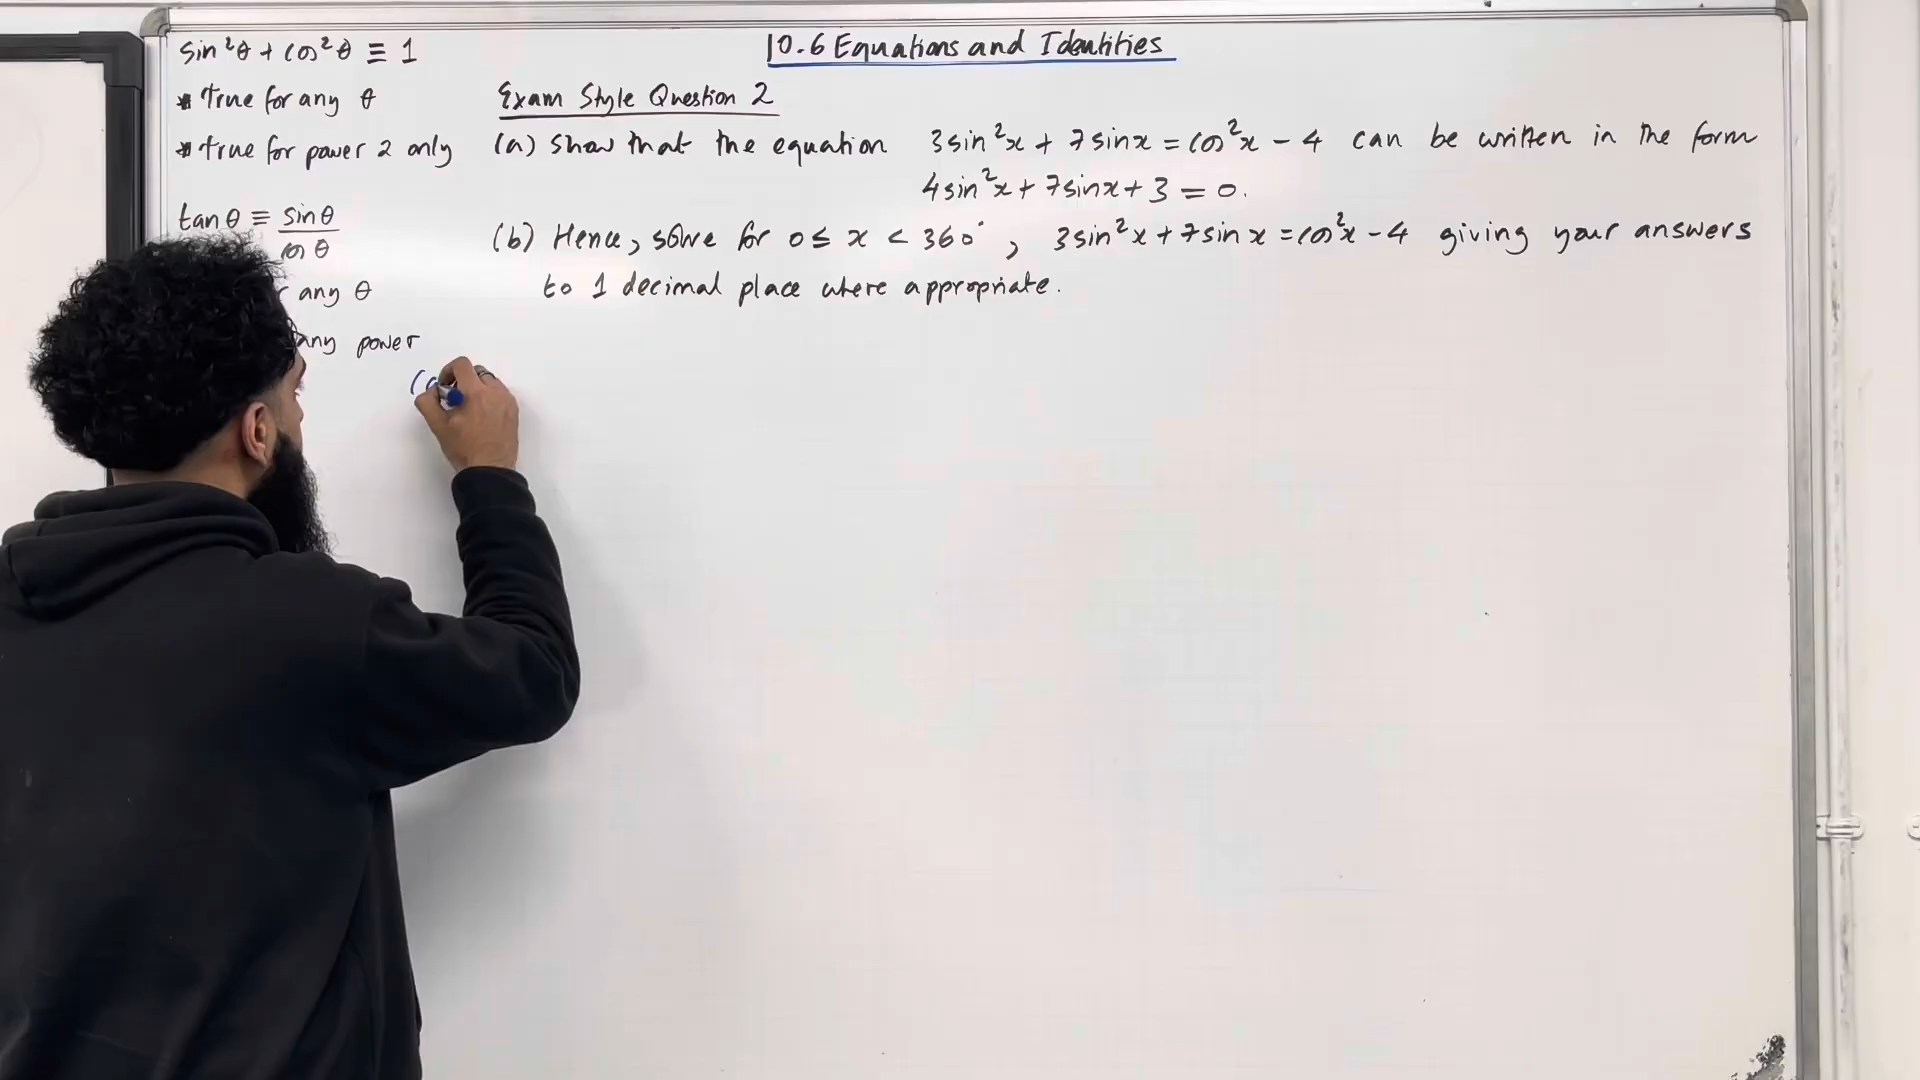 10.6 Equations and Identities
sin²θ + cos²θ ≡ 1
* true for any θ
* true for power 2 only
tanθ ≡ sinθ
cosθ
any θ
any power
Exam Style Question 2
(a) Show that the equation 3sin²x + 7sinx = cos²x - 4 can be written in the form
4sin²x + 7sinx + 3 = 0.
(b) Hence, solve for 0 ≤ x < 360°, 3sin²x + 7sinx = cos²x - 4 giving your answers
to 1 decimal place where appropriate.
(a